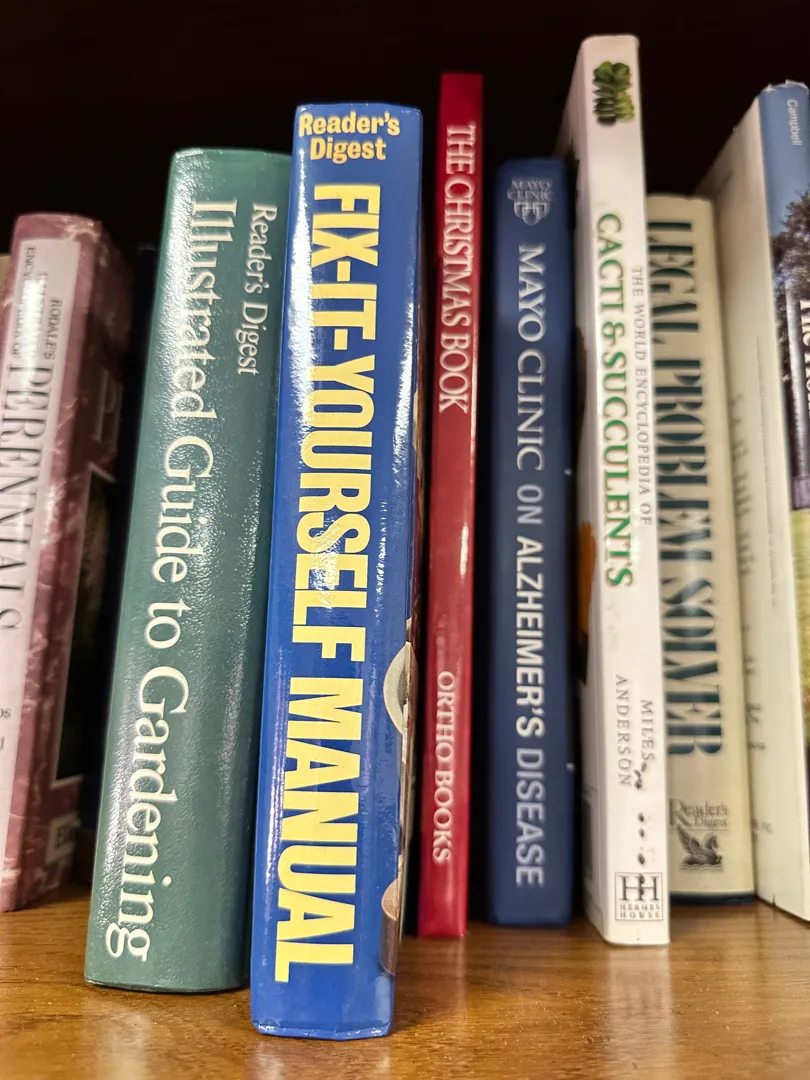 RODALE'S
PERENNIALS
Reader's Digest
Illustrated Guide to Gardening
Reader's
Digest
FIX-IT-YOURSELF MANUAL
THE CHRISTMAS BOOK
ORTHO BOOKS
MAYO
CLINIC
MAYO CLINIC ON ALZHEIMER'S DISEASE
THE WORLD ENCYCLOPEDIA OF
CACTI & SUCCULENTS
MILES
ANDERSON
HH
HERMES
HOUSE
LEGAL PROBLEM SOLVER
Reader's
Digest
Campbell